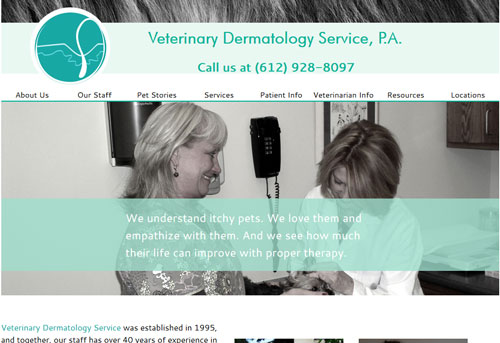 Veterinary Dermatology Service, P.A.
Call us at (612) 928-8097
About Us Our Staff Pet Stories Services Patient Info Veterinarian Info Resources Locations
We understand itchy pets. We love them and
empathize with them. And we see how much
their life can improve with proper therapy.
Veterinary Dermatology Service was established in 1995,
and together, our staff has over 40 years of experience in